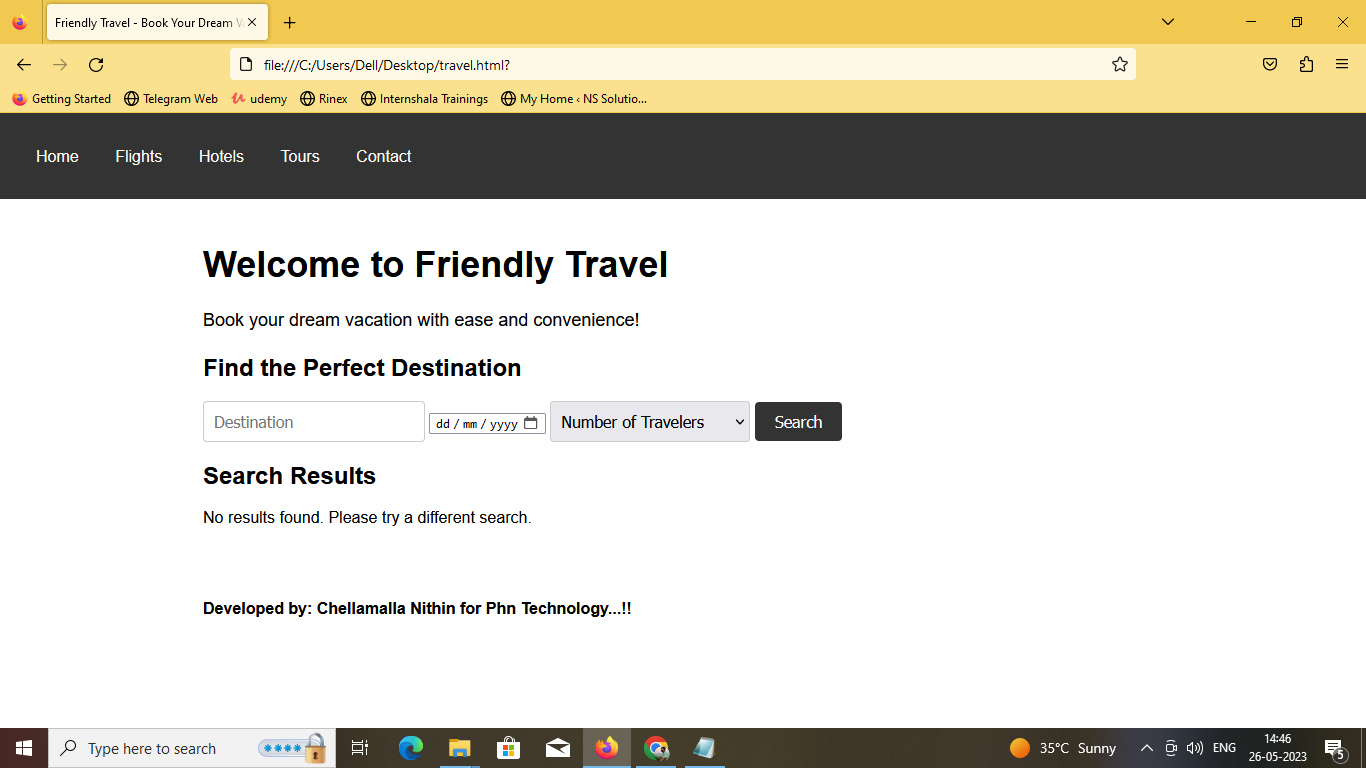 Friendly Travel - Book Your Dream V
file:///C:/Users/Dell/Desktop/travel.html?
Getting Started Telegram Web udemy Rinex Internshala Trainings My Home ‹ NS Solutio...
Home Flights Hotels Tours Contact
Welcome to Friendly Travel
Book your dream vacation with ease and convenience!
Find the Perfect Destination
Destination dd / mm / yyyy Number of Travelers Search
Search Results
No results found. Please try a different search.
Developed by: Chellamalla Nithin for Phn Technology...!!
Type here to search 35°C Sunny ENG 14:46
26-05-2023 5